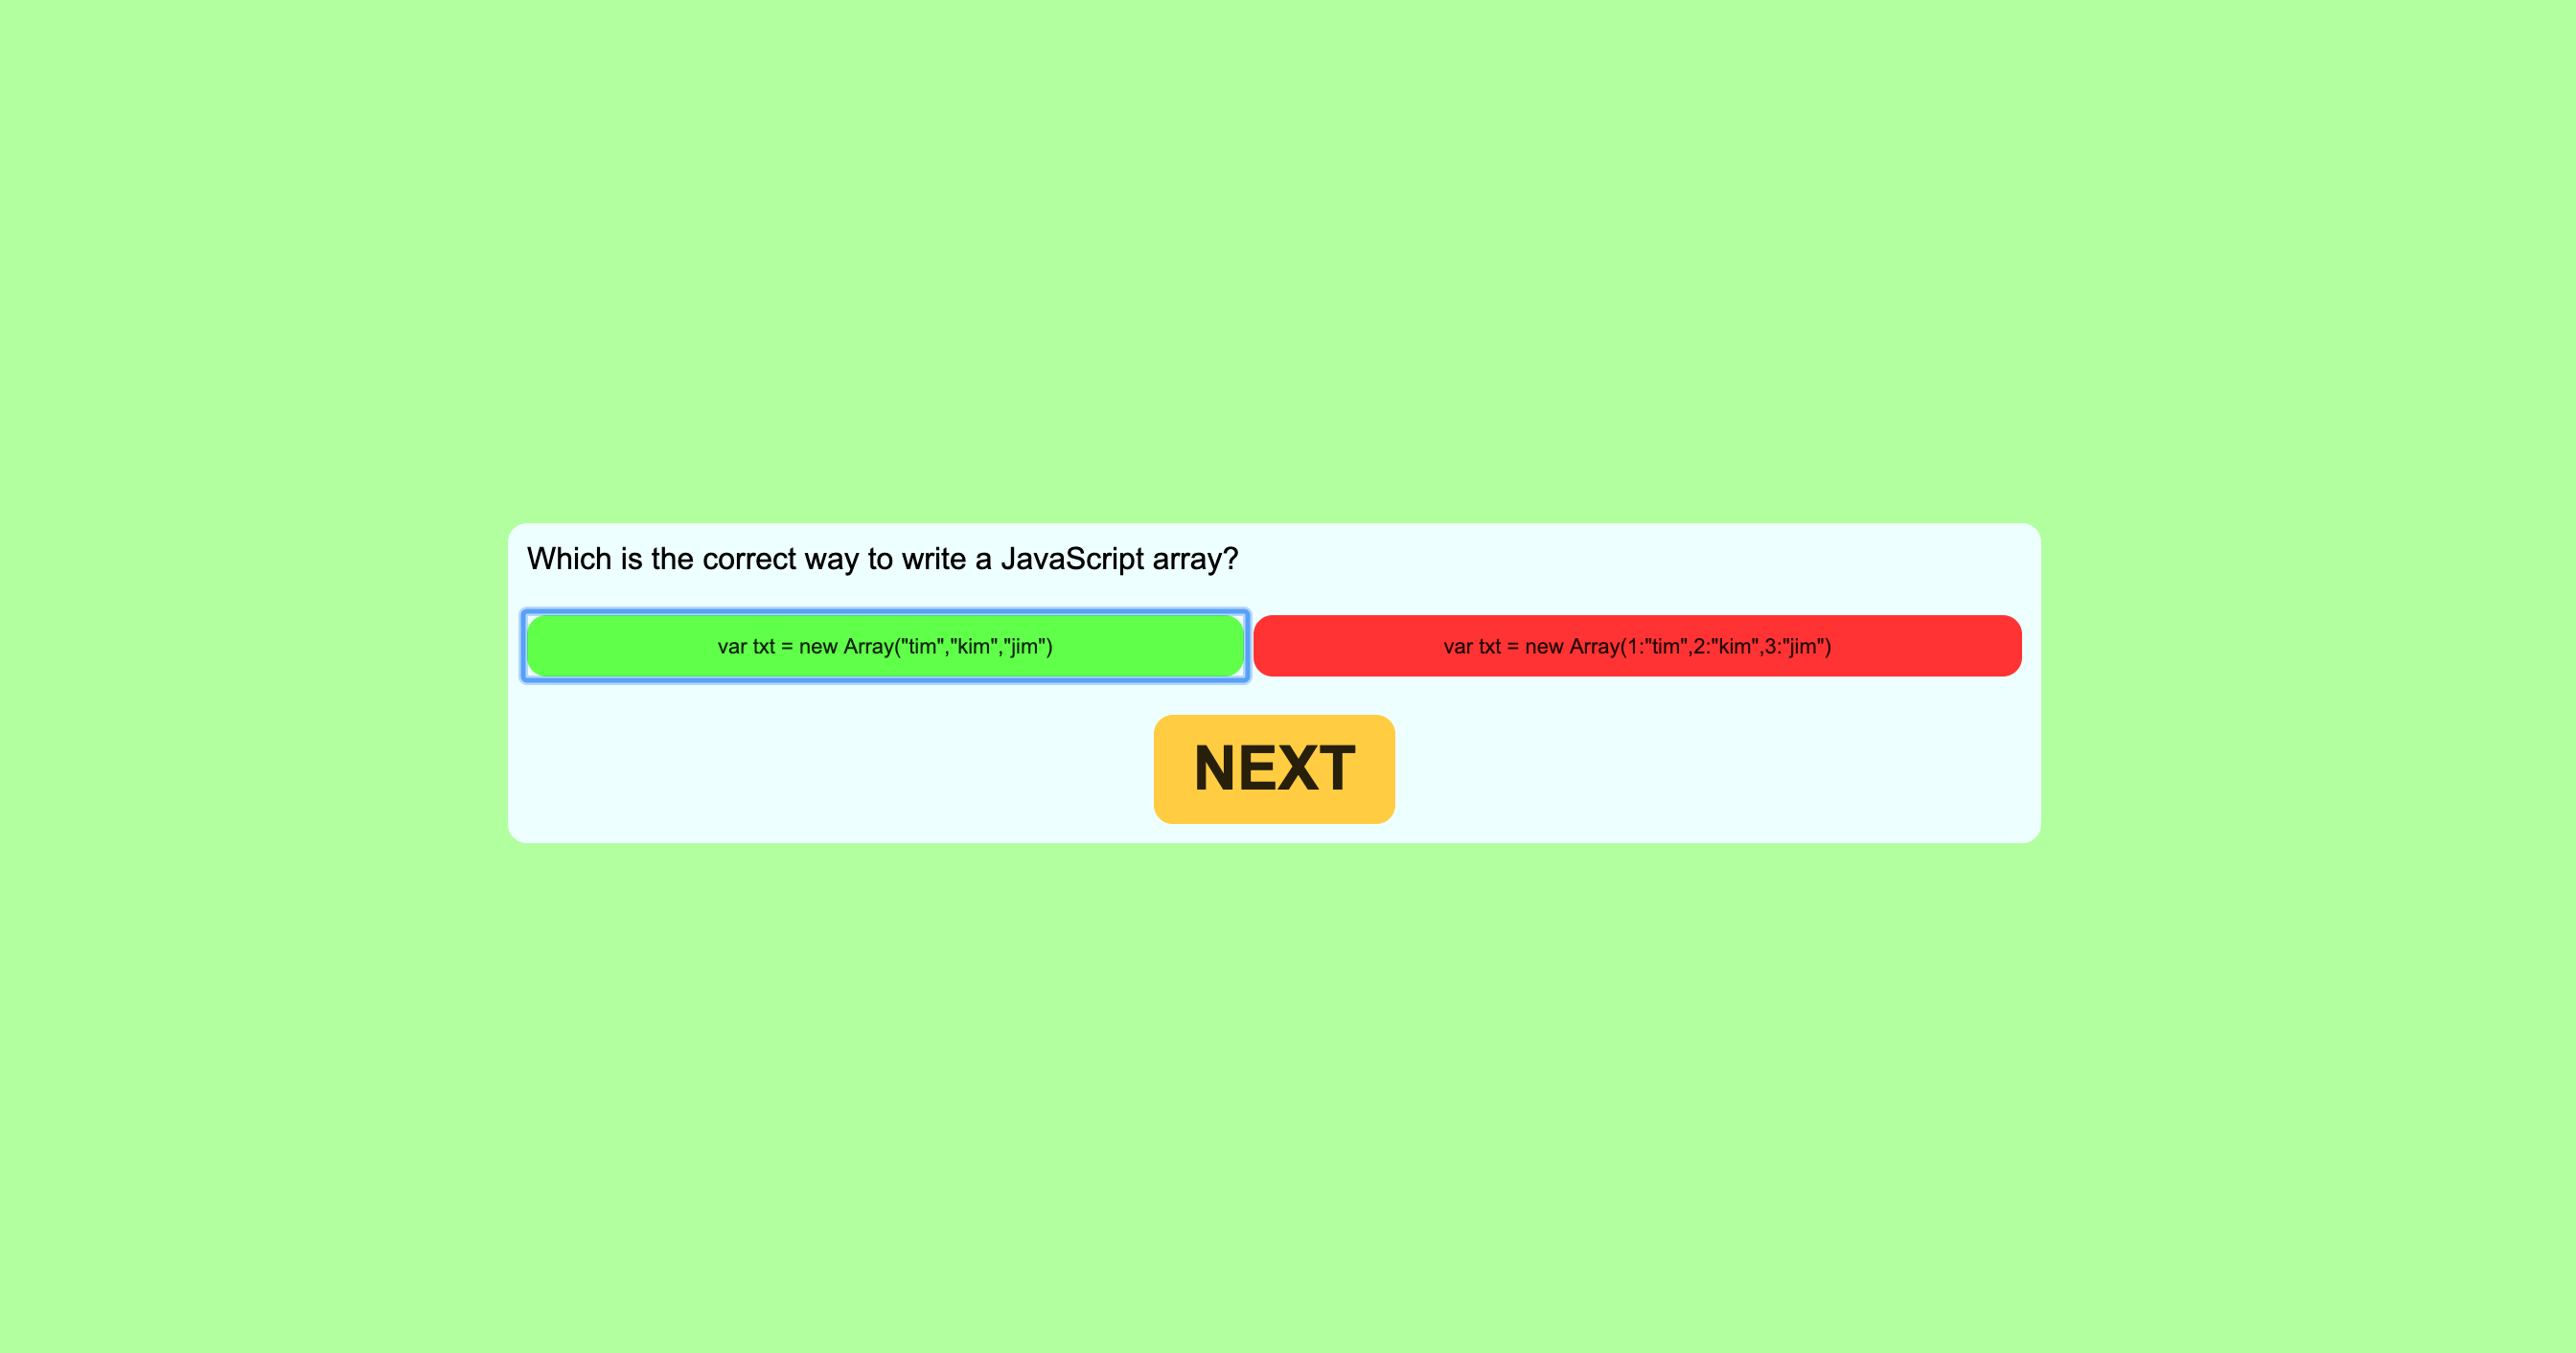 Which is the correct way to write a JavaScript array?
var txt = new Array("tim","kim","jim")
var txt = new Array(1:"tim",2:"kim",3:"jim")
NEXT